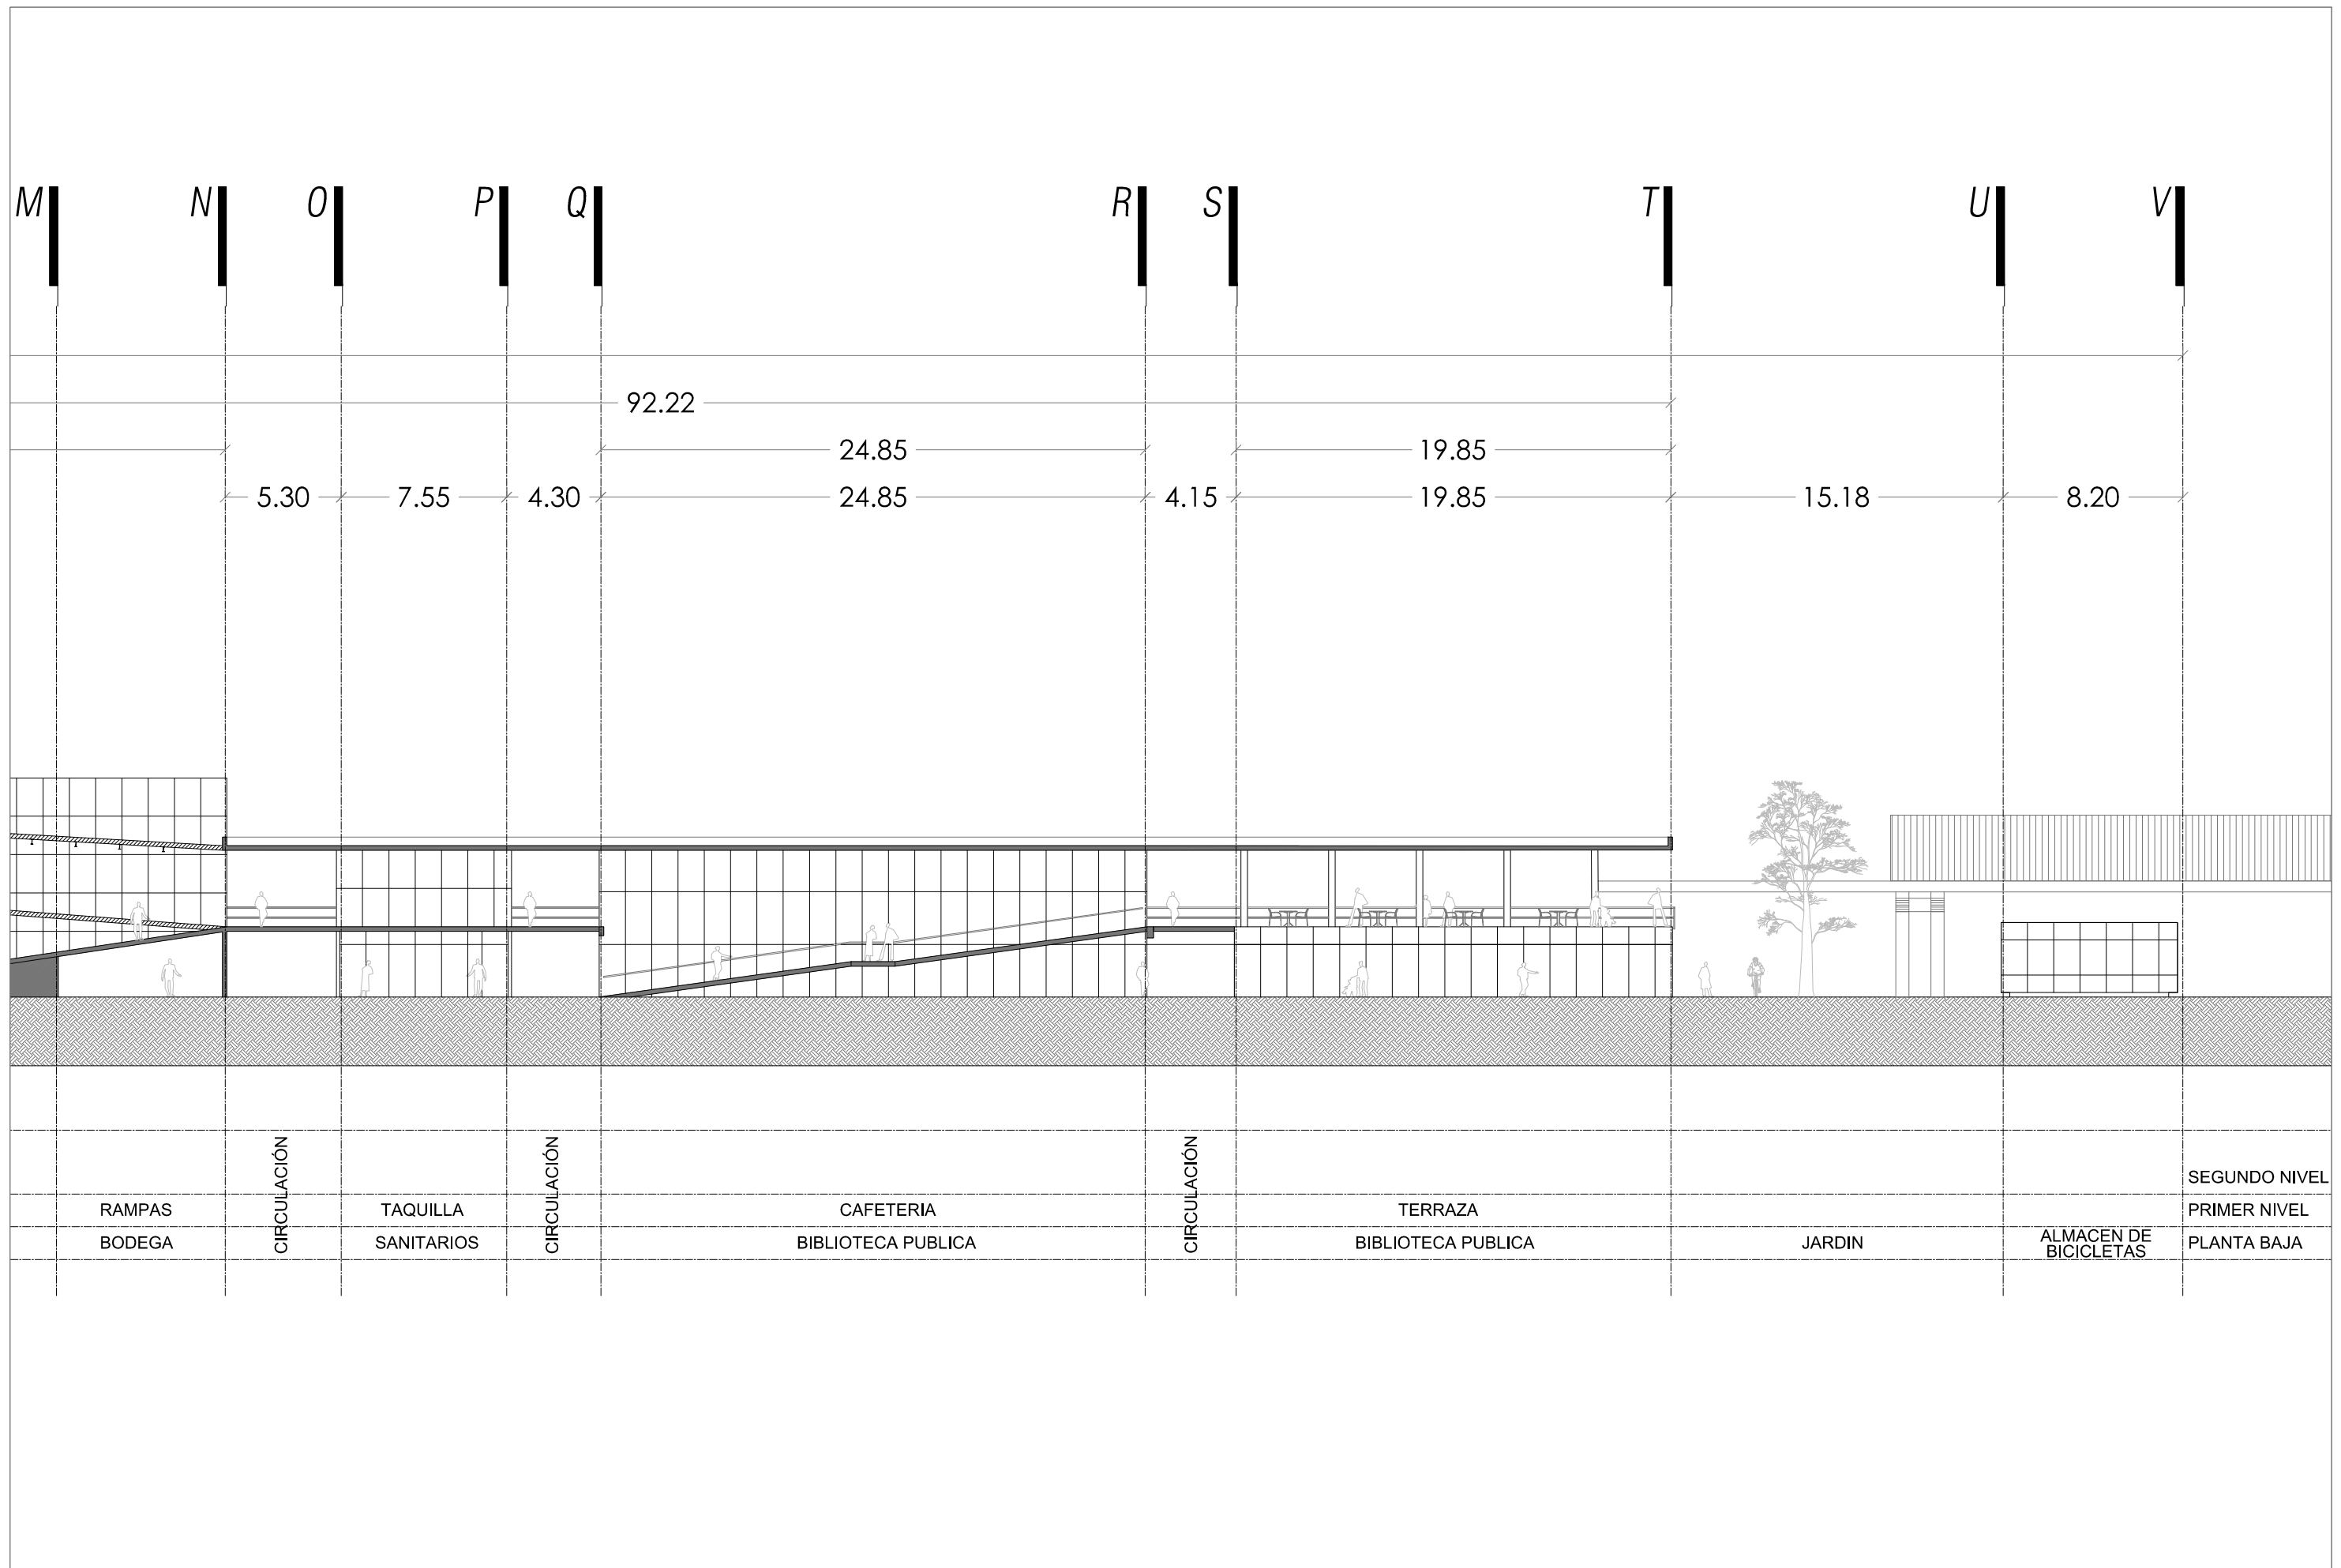 M N O P Q R S T U V
92.22
24.85 19.85
5.30 7.55 4.30 24.85 4.15 19.85 15.18 8.20
CIRCULACIÓN CIRCULACIÓN CIRCULACIÓN
SEGUNDO NIVEL
RAMPAS TAQUILLA CAFETERIA TERRAZA PRIMER NIVEL
BODEGA SANITARIOS BIBLIOTECA PUBLICA BIBLIOTECA PUBLICA JARDIN ALMACEN DE
BICICLETAS PLANTA BAJA